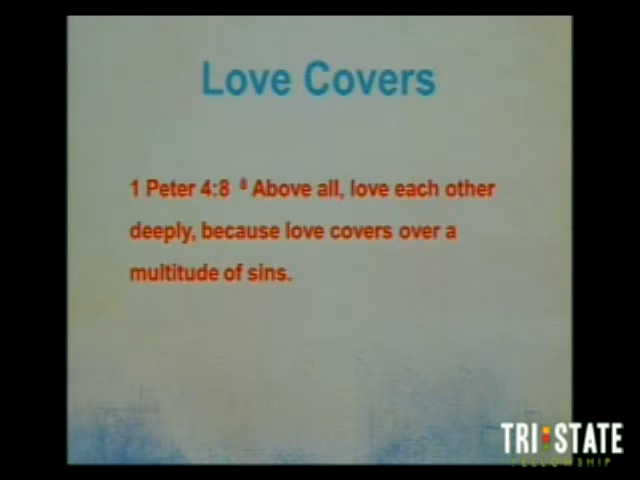 Love Covers
1 Peter 4:8 8 Above all, love each other
deeply, because love covers over a
multitude of sins.
TRI STATE
FELLOWSHIP